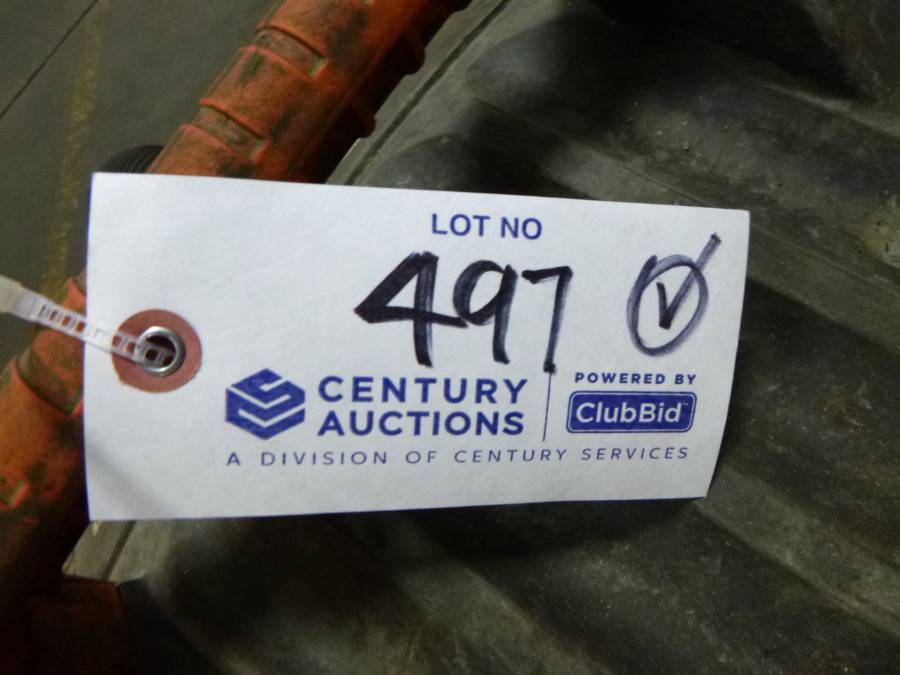 LOT NO
497 V
CENTURY
AUCTIONS
POWERED BY
ClubBid
A DIVISION OF CENTURY SERVICES